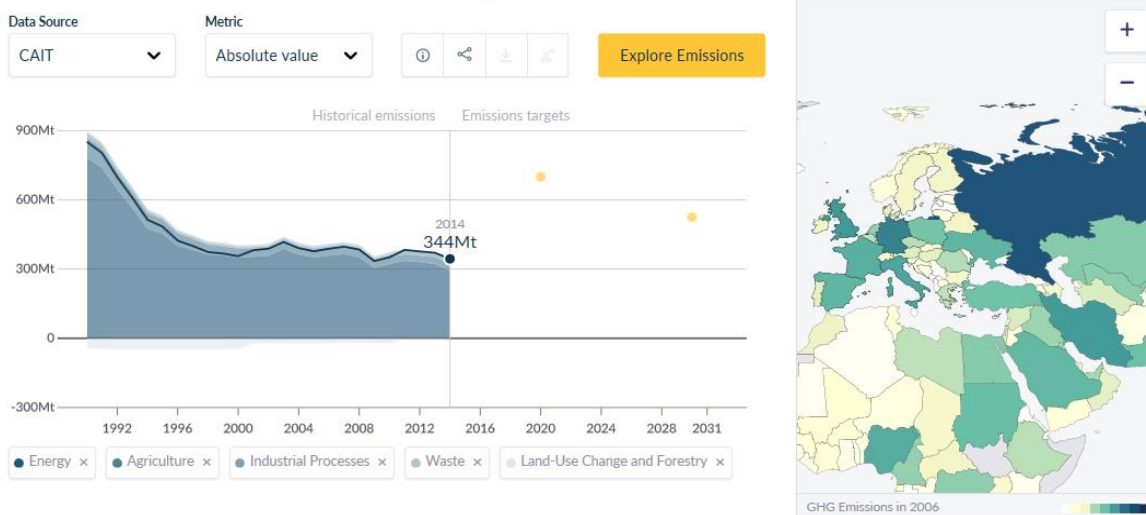 Data Source
Metric
CAIT
Absolute value
Explore Emissions
Historical emissions
Emissions targets
900Mt
600Mt
2014
344Mt
300Mt
0
-300Mt
1992 1996 2000 2004 2008 2012 2016 2020 2024 2028 2031
Energy × Agriculture × Industrial Processes × Waste × Land-Use Change and Forestry ×
+
−
GHG Emissions in 2006